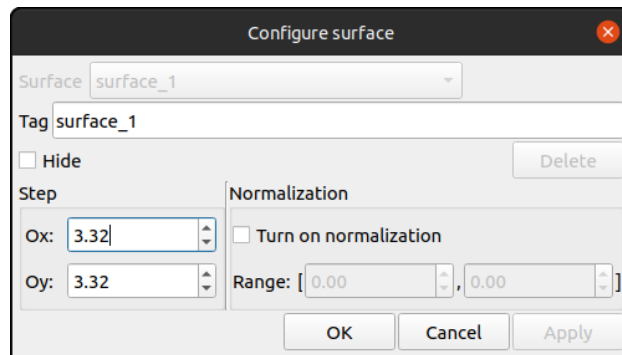 Configure surface
Surface surface_1
Tag surface_1
Hide
Delete
Step
Normalization
Ox: 3.32
Turn on normalization
Oy: 3.32
Range: [ 0.00 , 0.00 ]
OK
Cancel
Apply